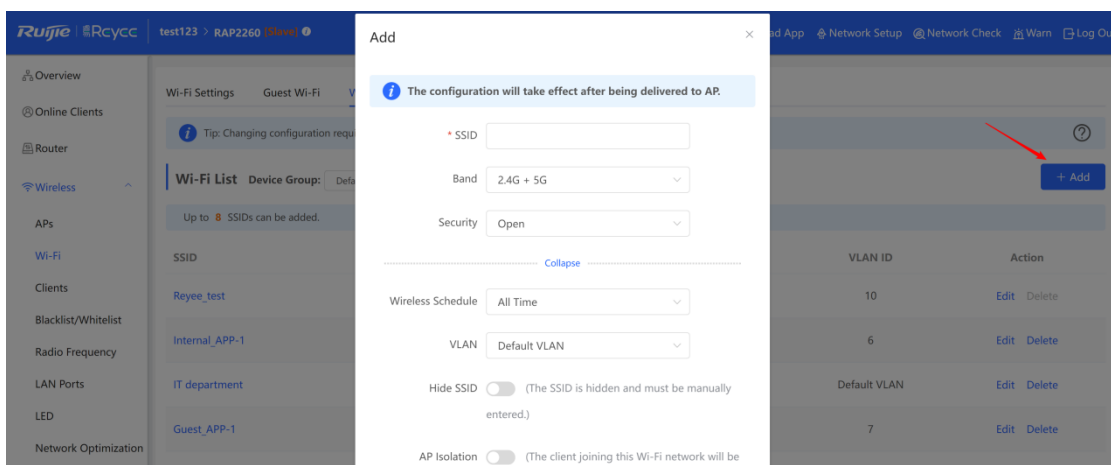 Ruijie Rcycc test123 > RAP2260 [Slave] ad App Network Setup Network Check Warn Log Ou
Add
Overview
Wi-Fi Settings Guest Wi-Fi W
The configuration will take effect after being delivered to AP.
Online Clients
Tip: Changing configuration requ
* SSID
Router
Wi-Fi List Device Group: Defa
Band 2.4G + 5G
+ Add
Wireless
Up to 8 SSIDs can be added.
Security Open
APs
Collapse
Wi-Fi
SSID VLAN ID Action
Clients
Reyee_test 10 Edit Delete
Wireless Schedule All Time
Blacklist/Whitelist
Internal_APP-1 6 Edit Delete
VLAN Default VLAN
Radio Frequency
LAN Ports
IT department Default VLAN Edit Delete
Hide SSID (The SSID is hidden and must be manually
entered.)
LED
Guest_APP-1 7 Edit Delete
Network Optimization
AP Isolation (The client joining this Wi-Fi network will be